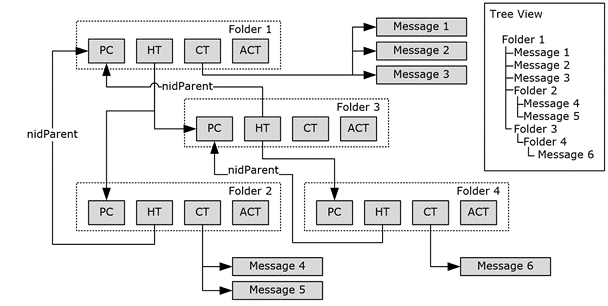 Folder 1
PC HT CT ACT
Message 1
Message 2
Message 3
nidParent
nidParent
Folder 3
PC HT CT ACT
nidParent
Folder 2
PC HT CT ACT
Message 4
Message 5
Folder 4
PC HT CT ACT
Message 6
Tree View
Folder 1
Message 1
Message 2
Message 3
Folder 2
Message 4
Message 5
Folder 3
Folder 4
Message 6